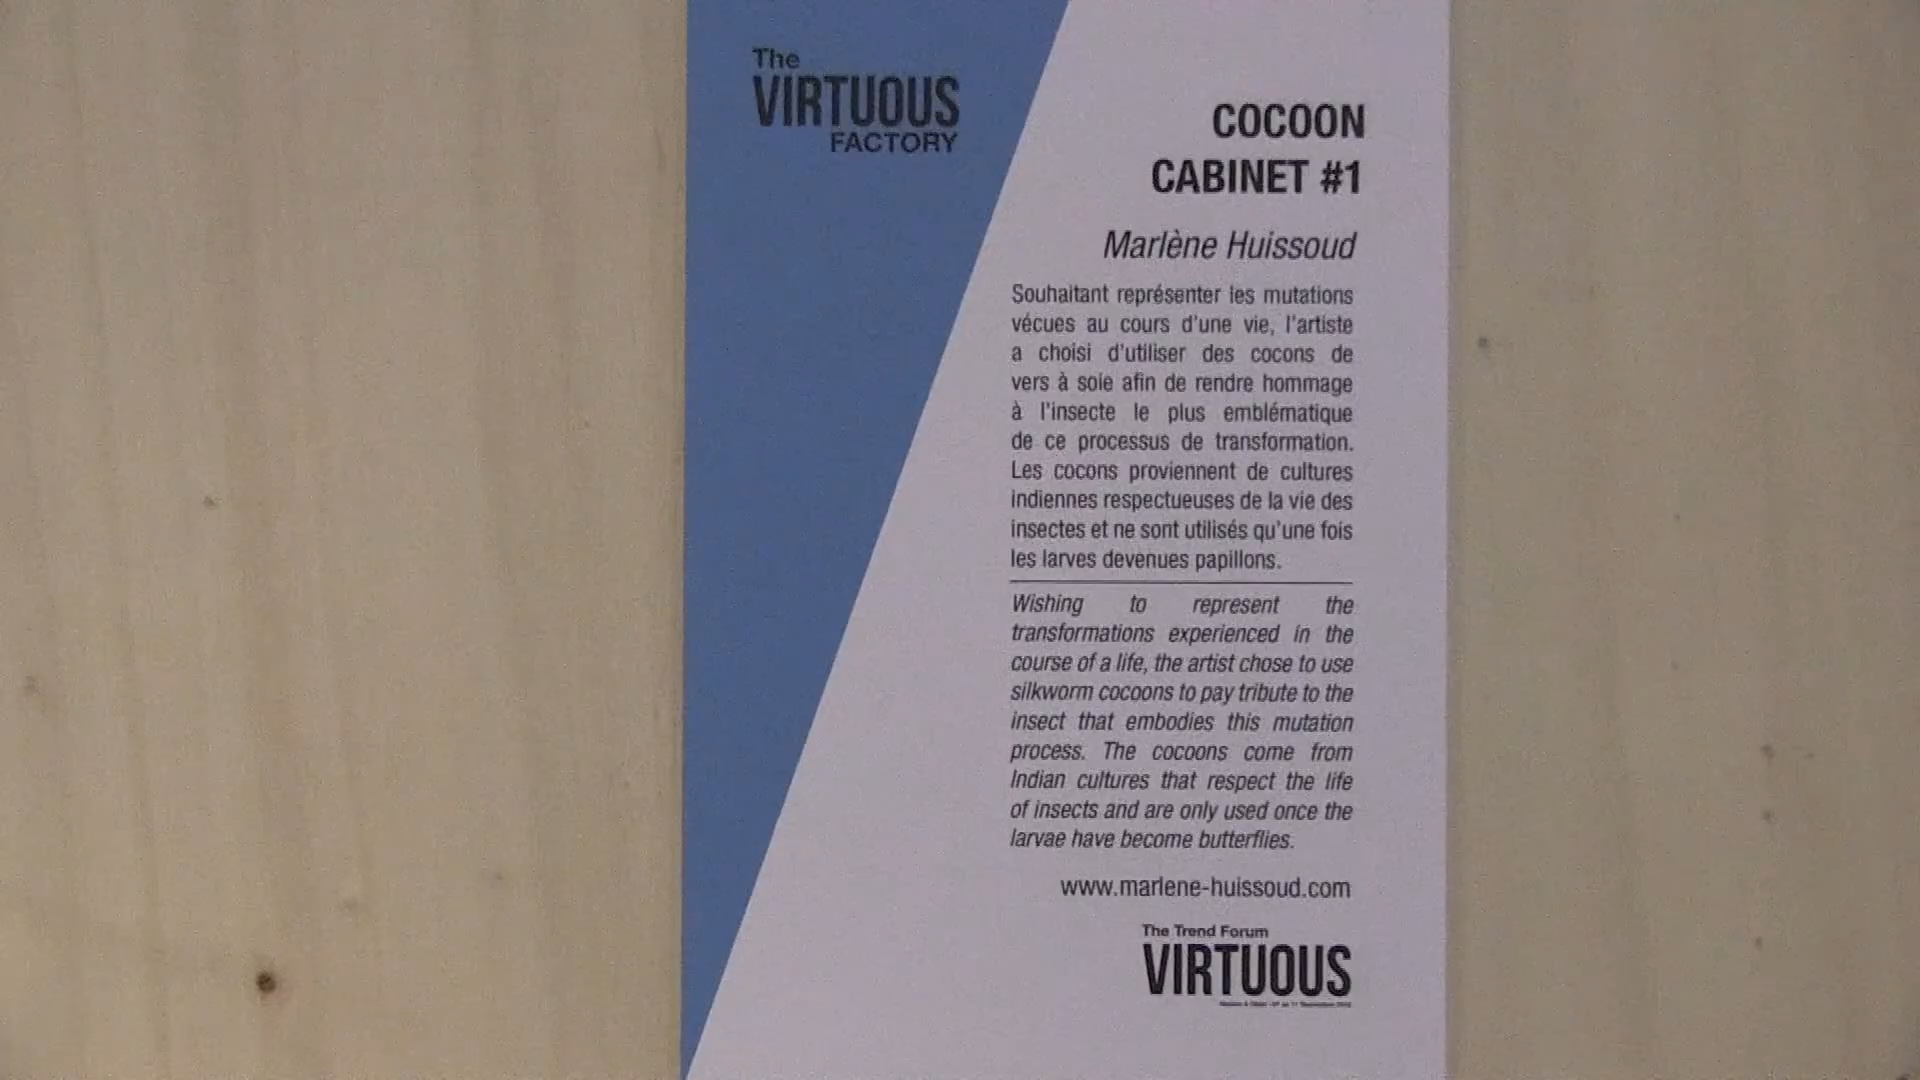 The
VIRTUOUS
FACTORY
COCOON
CABINET #1
Marlène Huissoud
Souhaitant représenter les mutations
vécues au cours d'une vie, l'artiste
a choisi d'utiliser des cocons de
vers à soie afin de rendre hommage
à l'insecte le plus emblématique
de ce processus de transformation.
Les cocons proviennent de cultures
indiennes respectueuses de la vie des
insectes et ne sont utilisés qu'une fois
les larves devenues papillons.
Wishing to represent the
transformations experienced in the
course of a life, the artist chose to use
silkworm cocoons to pay tribute to the
insect that embodies this mutation
process. The cocoons come from
Indian cultures that respect the life
of insects and are only used once the
larvae have become butterflies.
www.marlene-huissoud.com
The Trend Forum
VIRTUOUS